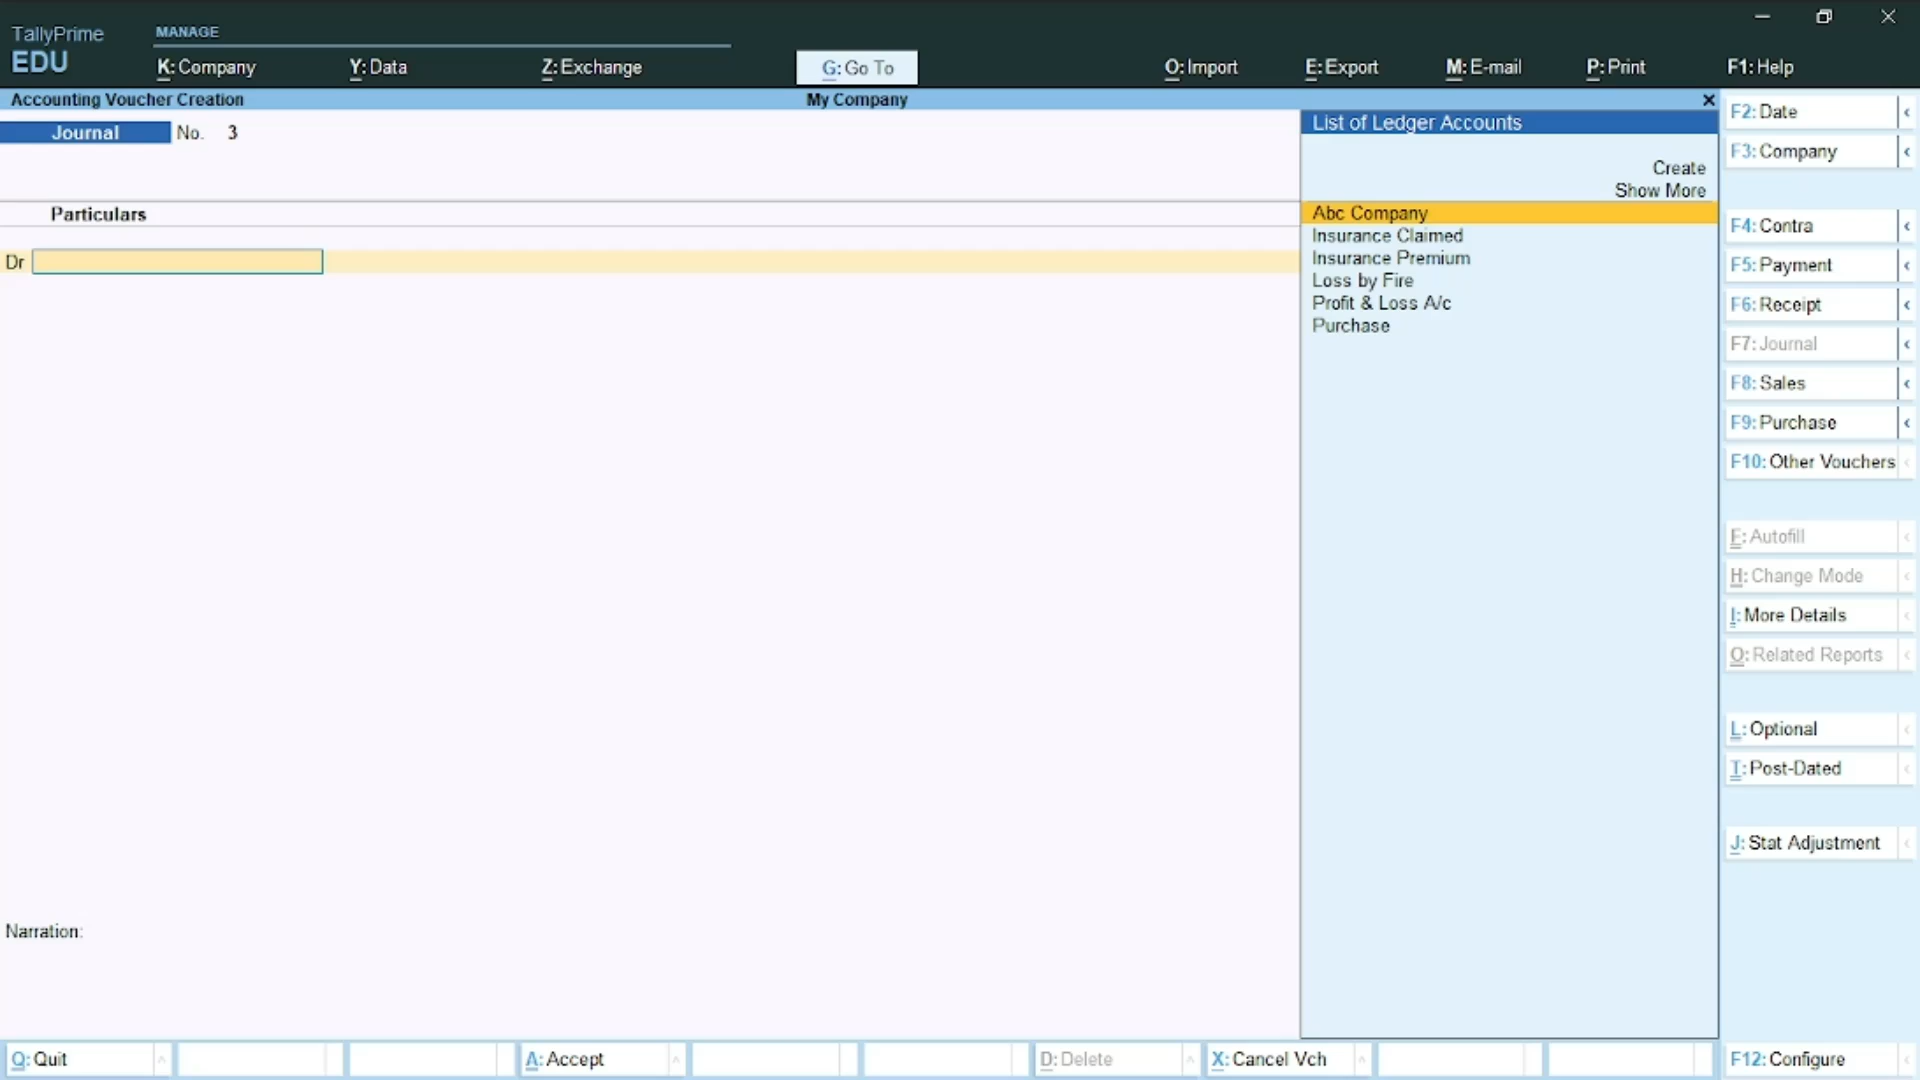 TallyPrime
EDU
MANAGE
K: Company
Y: Data
Z: Exchange
G: Go To
O: Import
E: Export
M: E-mail
P: Print
F1: Help
Accounting Voucher Creation
My Company
Journal No. 3
Particulars
Dr
Narration:
List of Ledger Accounts
Create
Show More
Abc Company
Insurance Claimed
Insurance Premium
Loss by Fire
Profit & Loss A/c
Purchase
F2: Date
F3: Company
F4: Contra
F5: Payment
F6: Receipt
F7: Journal
F8: Sales
F9: Purchase
F10: Other Vouchers
F: Autofill
H: Change Mode
I: More Details
O: Related Reports
L: Optional
T: Post-Dated
J: Stat Adjustment
Q: Quit
A: Accept
D: Delete
X: Cancel Vch
F12: Configure